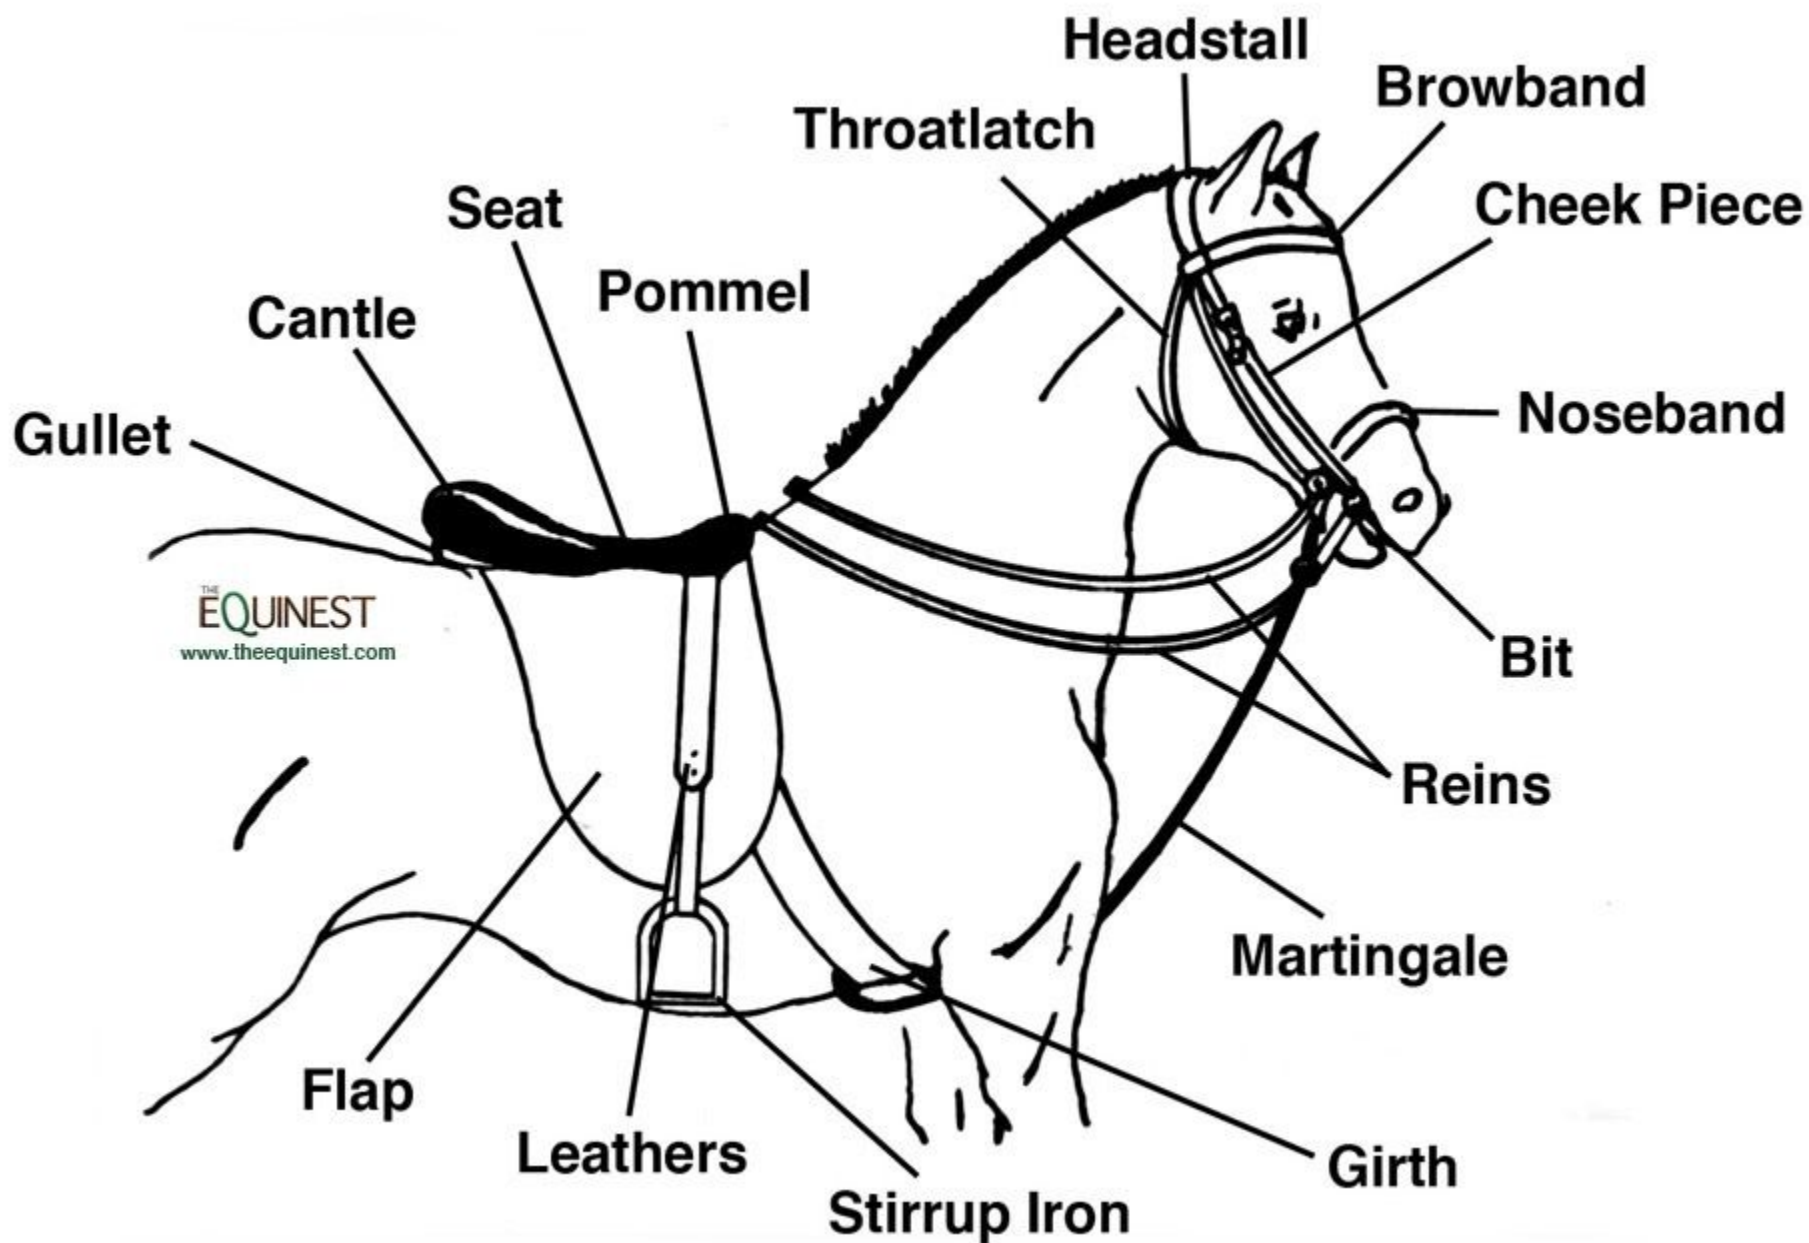 Headstall
Browband
Throatlatch
Cheek Piece
Seat
Pommel
Cantle
Noseband
Gullet
THE
EQUINEST
www.theequinest.com
Bit
Reins
Martingale
Flap
Leathers
Girth
Stirrup Iron